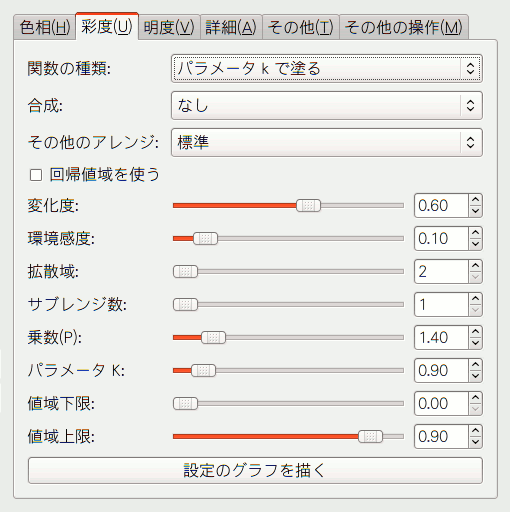 色相(H) 彩度(U) 明度(V) 詳細(A) その他(T) その他の操作(M)
関数の種類: パラメータ k で塗る
合成: なし
その他のアレンジ: 標準
回帰値域を使う
変化度: 0.60
環境感度: 0.10
拡散域: 2
サブレンジ数: 1
乗数(P): 1.40
パラメータ K: 0.90
値域下限: 0.00
値域上限: 0.90
設定のグラフを描く